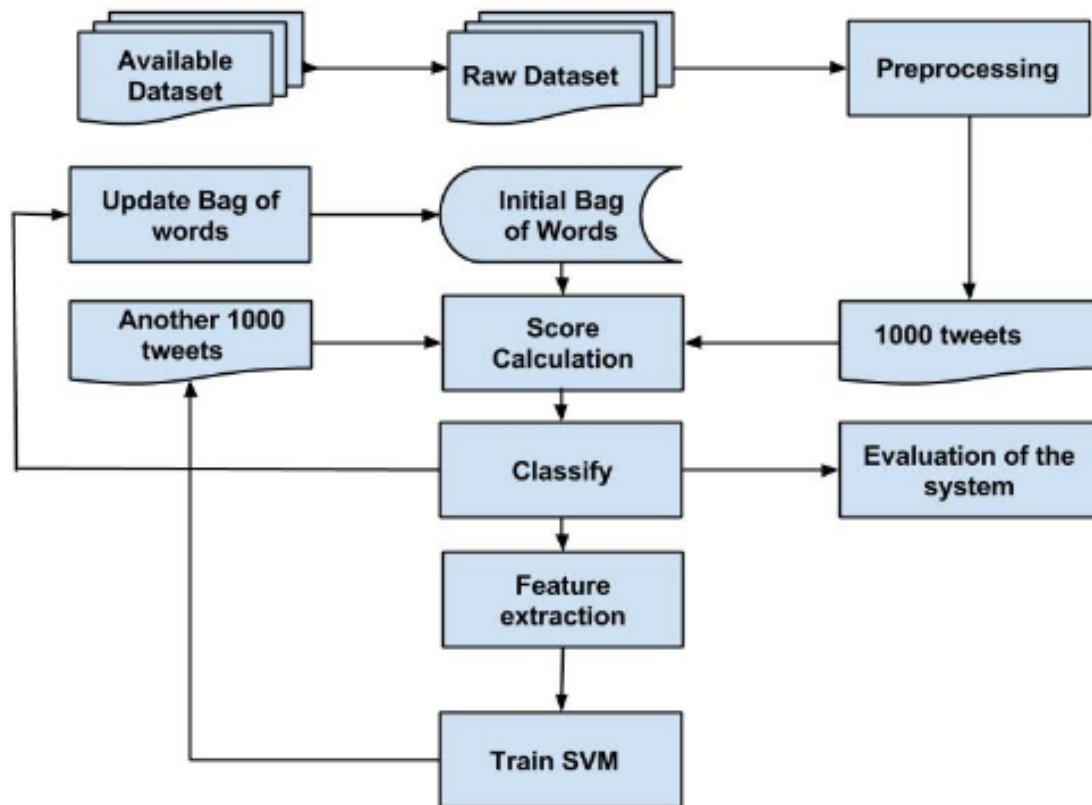 Available
Dataset
Raw Dataset
Preprocessing
Update Bag of
words
Initial Bag
of Words
Another 1000
tweets
Score
Calculation
1000 tweets
Classify
Evaluation of the
system
Feature
extraction
Train SVM